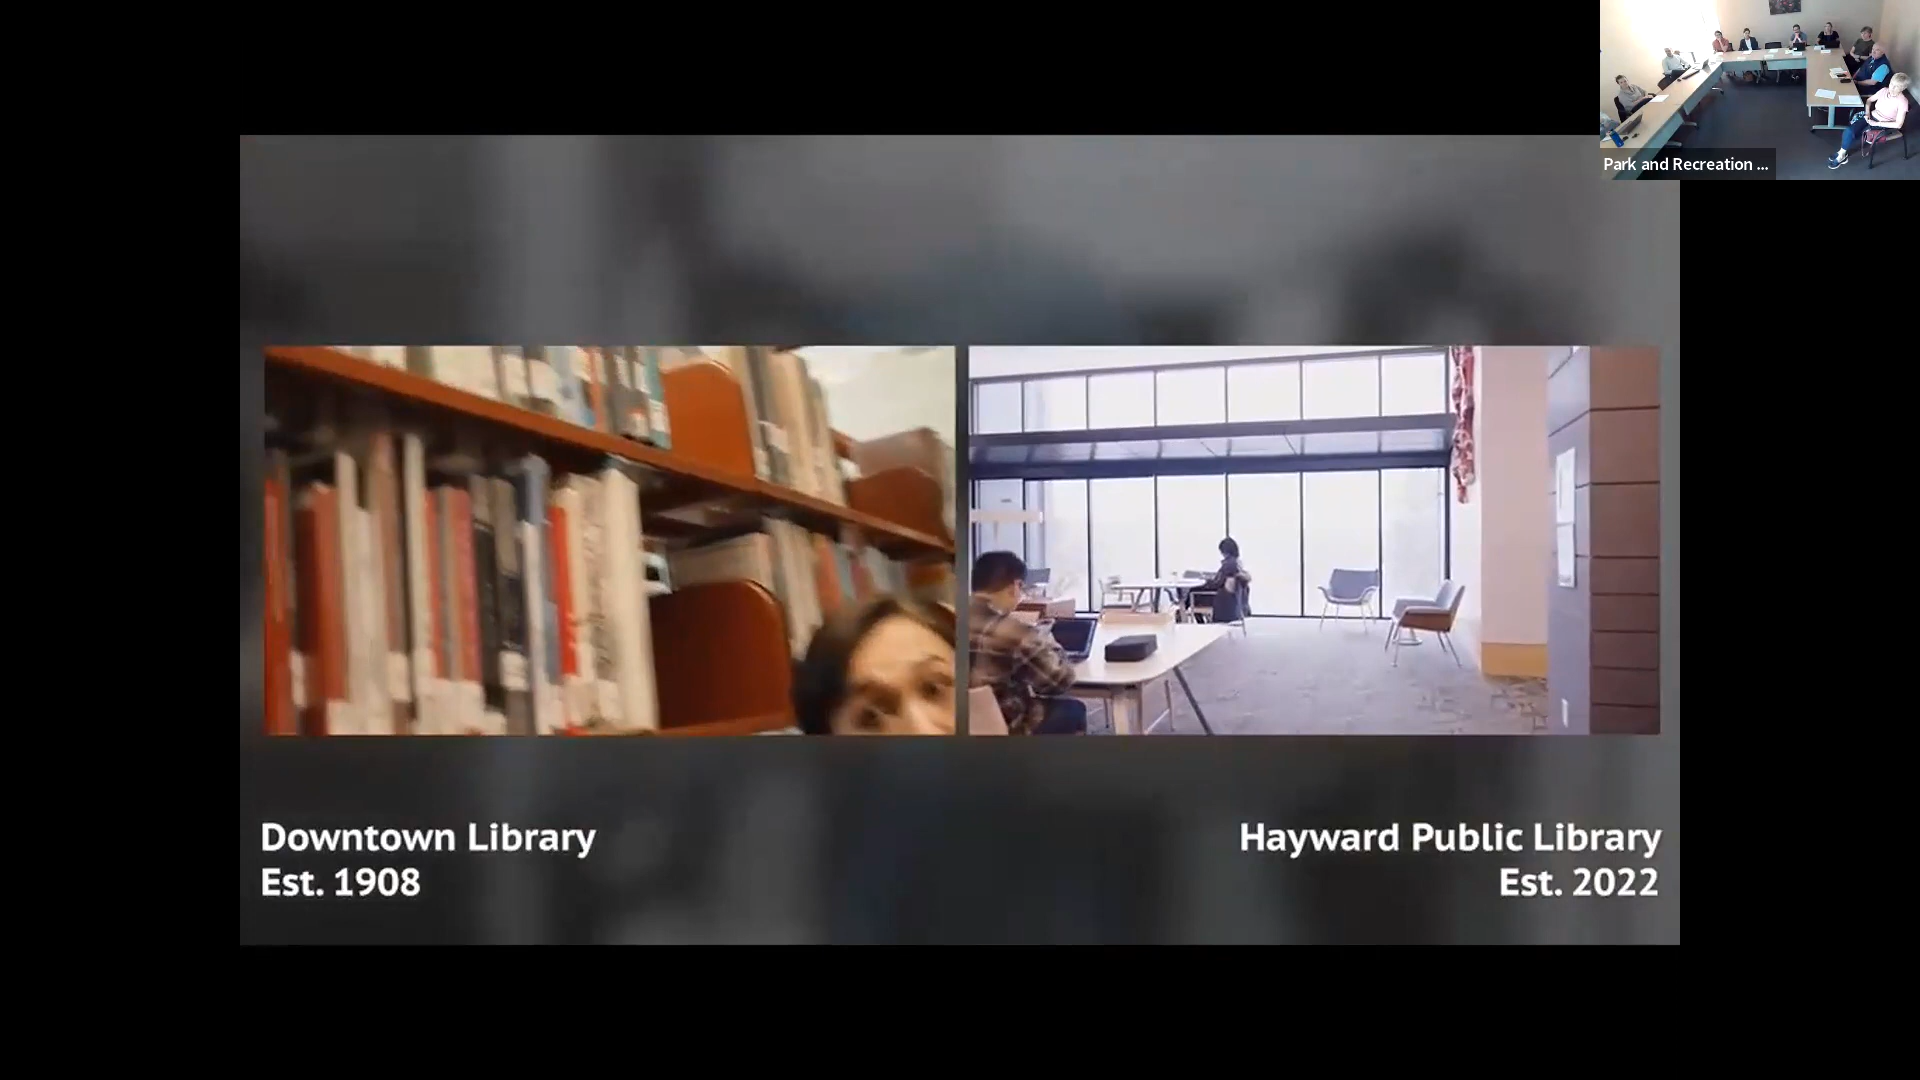 Park and Recreation ...
Downtown Library
Est. 1908
Hayward Public Library
Est. 2022